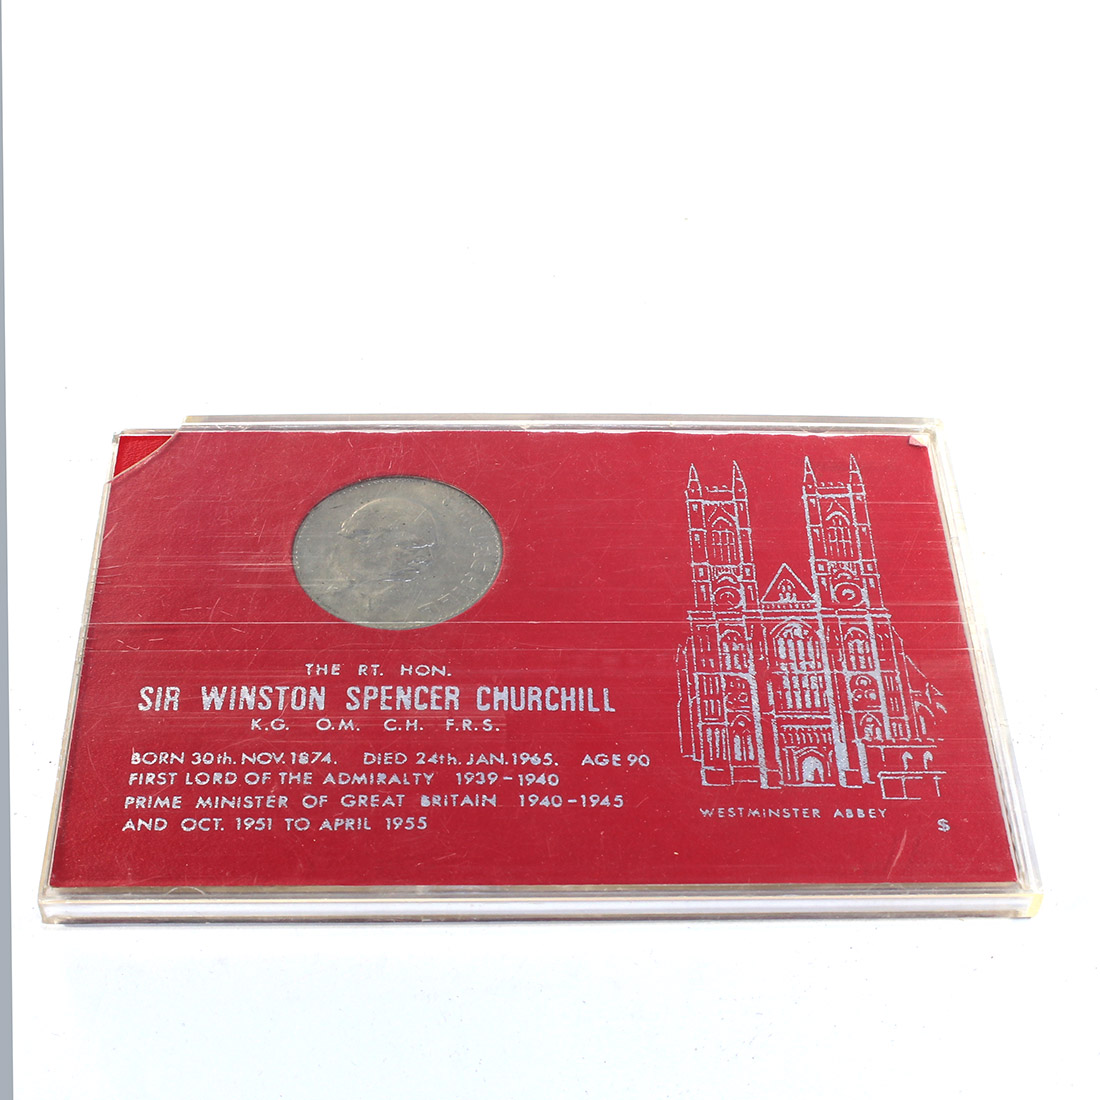 THE RT. HON.
SIR WINSTON SPENCER CHURCHILL
K.G. O.M. C.H. F.R.S.
BORN 30th. NOV. 1874. DIED 24th. JAN. 1965. AGE 90
FIRST LORD OF THE ADMIRALTY 1939-1940
PRIME MINISTER OF GREAT BRITAIN 1940-1945
AND OCT. 1951 TO APRIL 1955
WESTMINSTER ABBEY
$